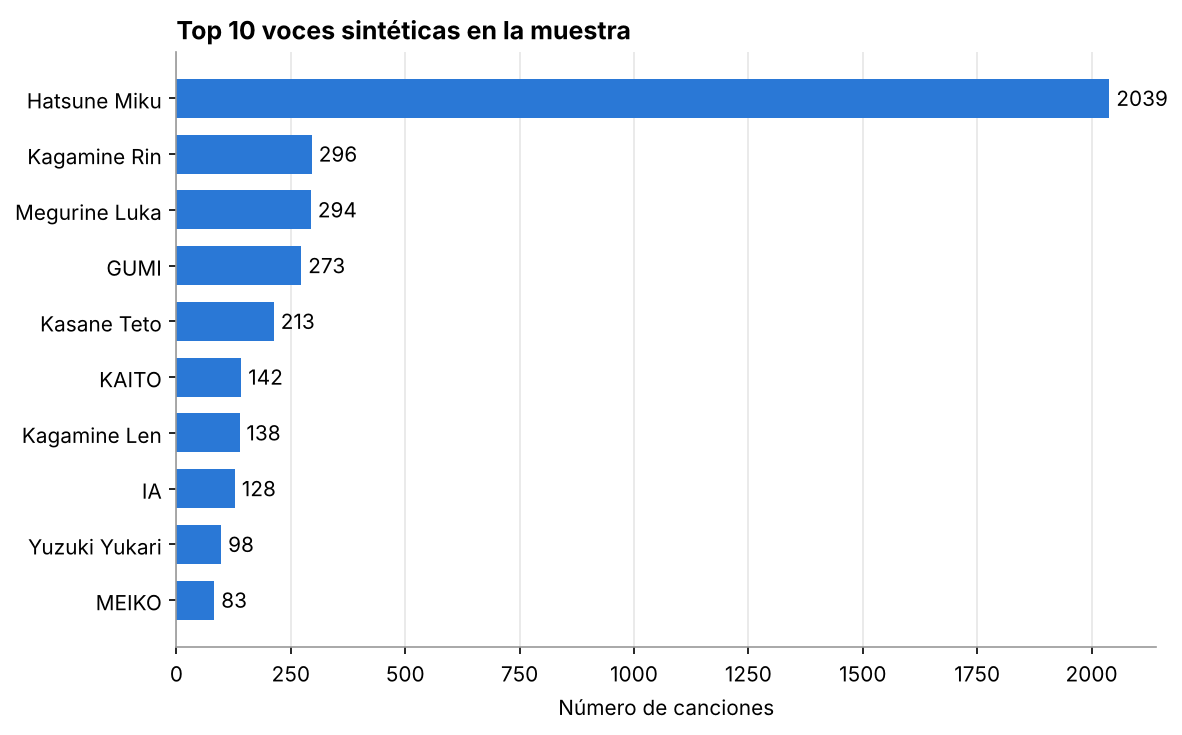 Top 10 voces sintéticas en la muestra
Hatsune Miku 2039
Kagamine Rin 296
Megurine Luka 294
GUMI 273
Kasane Teto 213
KAITO 142
Kagamine Len 138
IA 128
Yuzuki Yukari 98
MEIKO 83
0 250 500 750 1000 1250 1500 1750 2000
Número de canciones